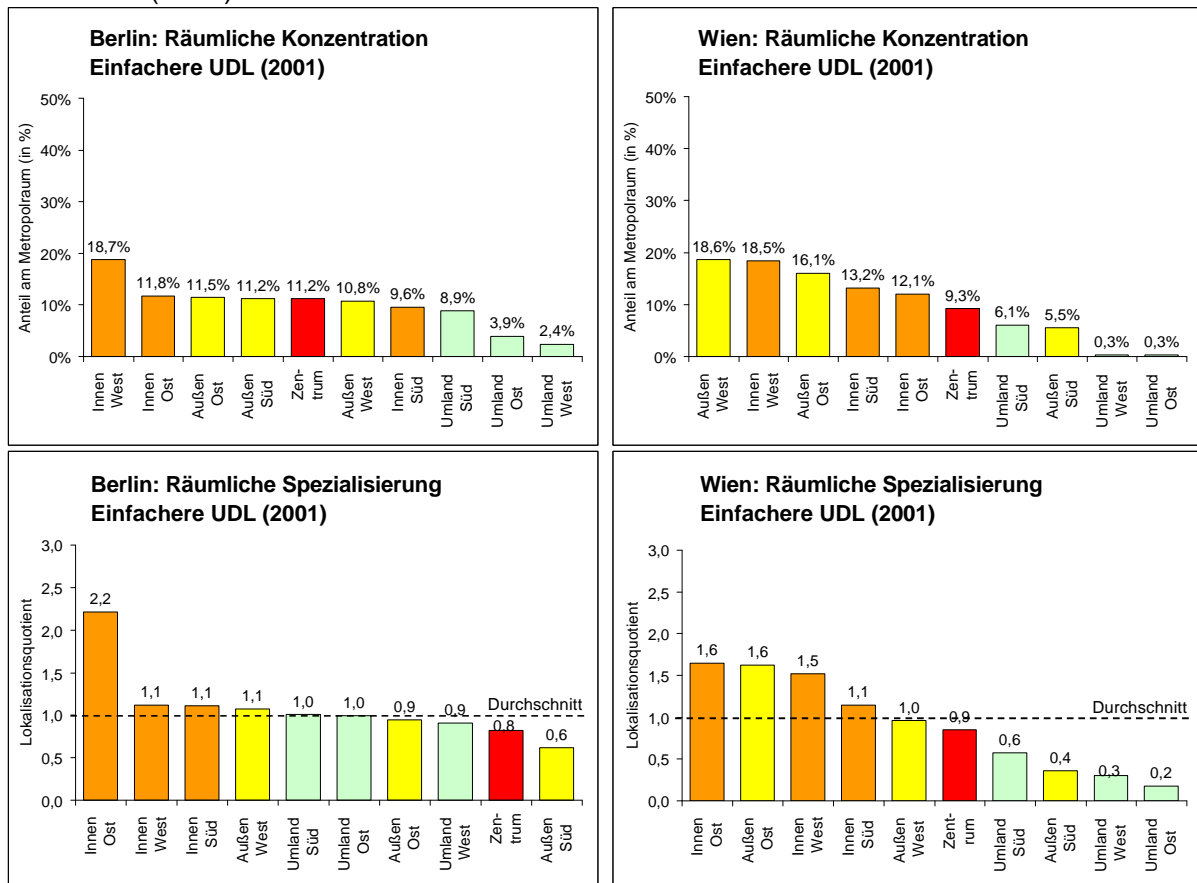 Berlin: Räumliche Konzentration
Einfachere UDL (2001)
Anteil am Metropolraum (in %)
50%
40%
30%
20%
10%
0%
18,7%
11,8%
11,5%
11,2%
11,2%
10,8%
9,6%
8,9%
3,9%
2,4%
Innen
West
Innen
Ost
Außen
Ost
Außen
Süd
Zen-
trum
Außen
West
Innen
Süd
Umland
Süd
Umland
Ost
Umland
West
Wien: Räumliche Konzentration
Einfachere UDL (2001)
Anteil am Metropolraum (in %)
50%
40%
30%
20%
10%
0%
18,6%
18,5%
16,1%
13,2%
12,1%
9,3%
6,1%
5,5%
0,3%
0,3%
Außen
West
Innen
West
Außen
Ost
Innen
Süd
Innen
Ost
Zen-
trum
Umland
Süd
Außen
Süd
Umland
West
Umland
Ost
Berlin: Räumliche Spezialisierung
Einfachere UDL (2001)
Lokalisationsquotient
3,0
2,5
2,0
1,5
1,0
0,5
0,0
2,2
1,1
1,1
1,1
1,0
1,0
0,9
0,9
0,8
0,6
Durchschnitt
Innen
Ost
Innen
West
Innen
Süd
Außen
West
Umland
Süd
Umland
Ost
Außen
Ost
Umland
West
Zen-
trum
Außen
Süd
Wien: Räumliche Spezialisierung
Einfachere UDL (2001)
Lokalisationsquotient
3,0
2,5
2,0
1,5
1,0
0,5
0,0
1,6
1,6
1,5
1,1
1,0
0,9
0,6
0,4
0,3
0,2
Durchschnitt
Innen
Ost
Außen
Ost
Innen
West
Innen
Süd
Außen
West
Zent-
rum
Umland
Süd
Außen
Süd
Umland
West
Umland
Ost